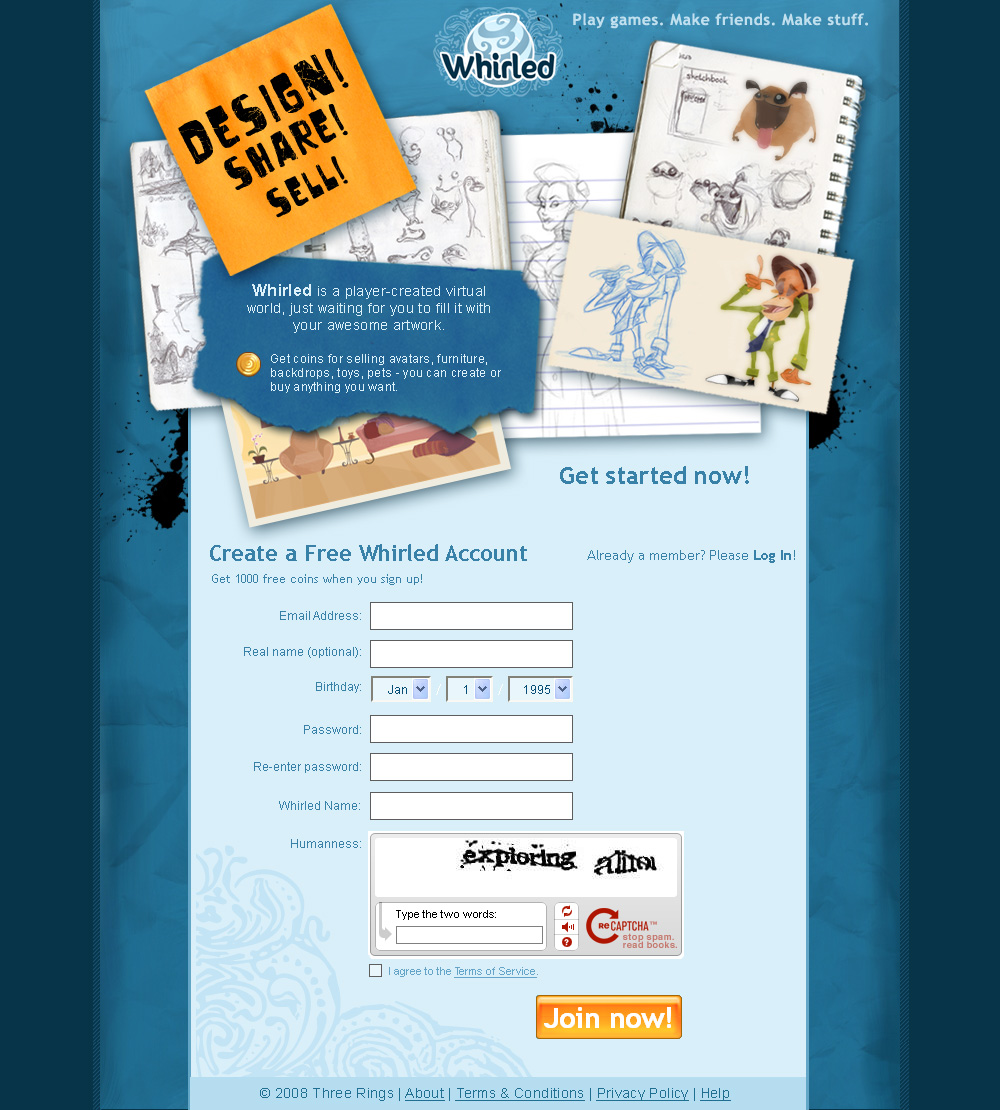 Play games. Make friends. Make stuff.
Whirled
sketchbook
DESIGN!
SHARE!
SELL!
Whirled is a player-created virtual
world, just waiting for you to fill it with
your awesome artwork.
Get coins for selling avatars, furniture,
backdrops, toys, pets - you can create or
buy anything you want.
Get started now!
Create a Free Whirled Account
Already a member? Please Log In!
Get 1000 free coins when you sign up!
Email Address:
Real name (optional):
Birthday: Jan / 1 / 1995
Password:
Re-enter password:
Whirled Name:
Humanness:
exploring
Type the two words:
reCAPTCHA™
stop spam.
read books.
I agree to the Terms of Service.
Join now!
© 2008 Three Rings | About | Terms & Conditions | Privacy Policy | Help